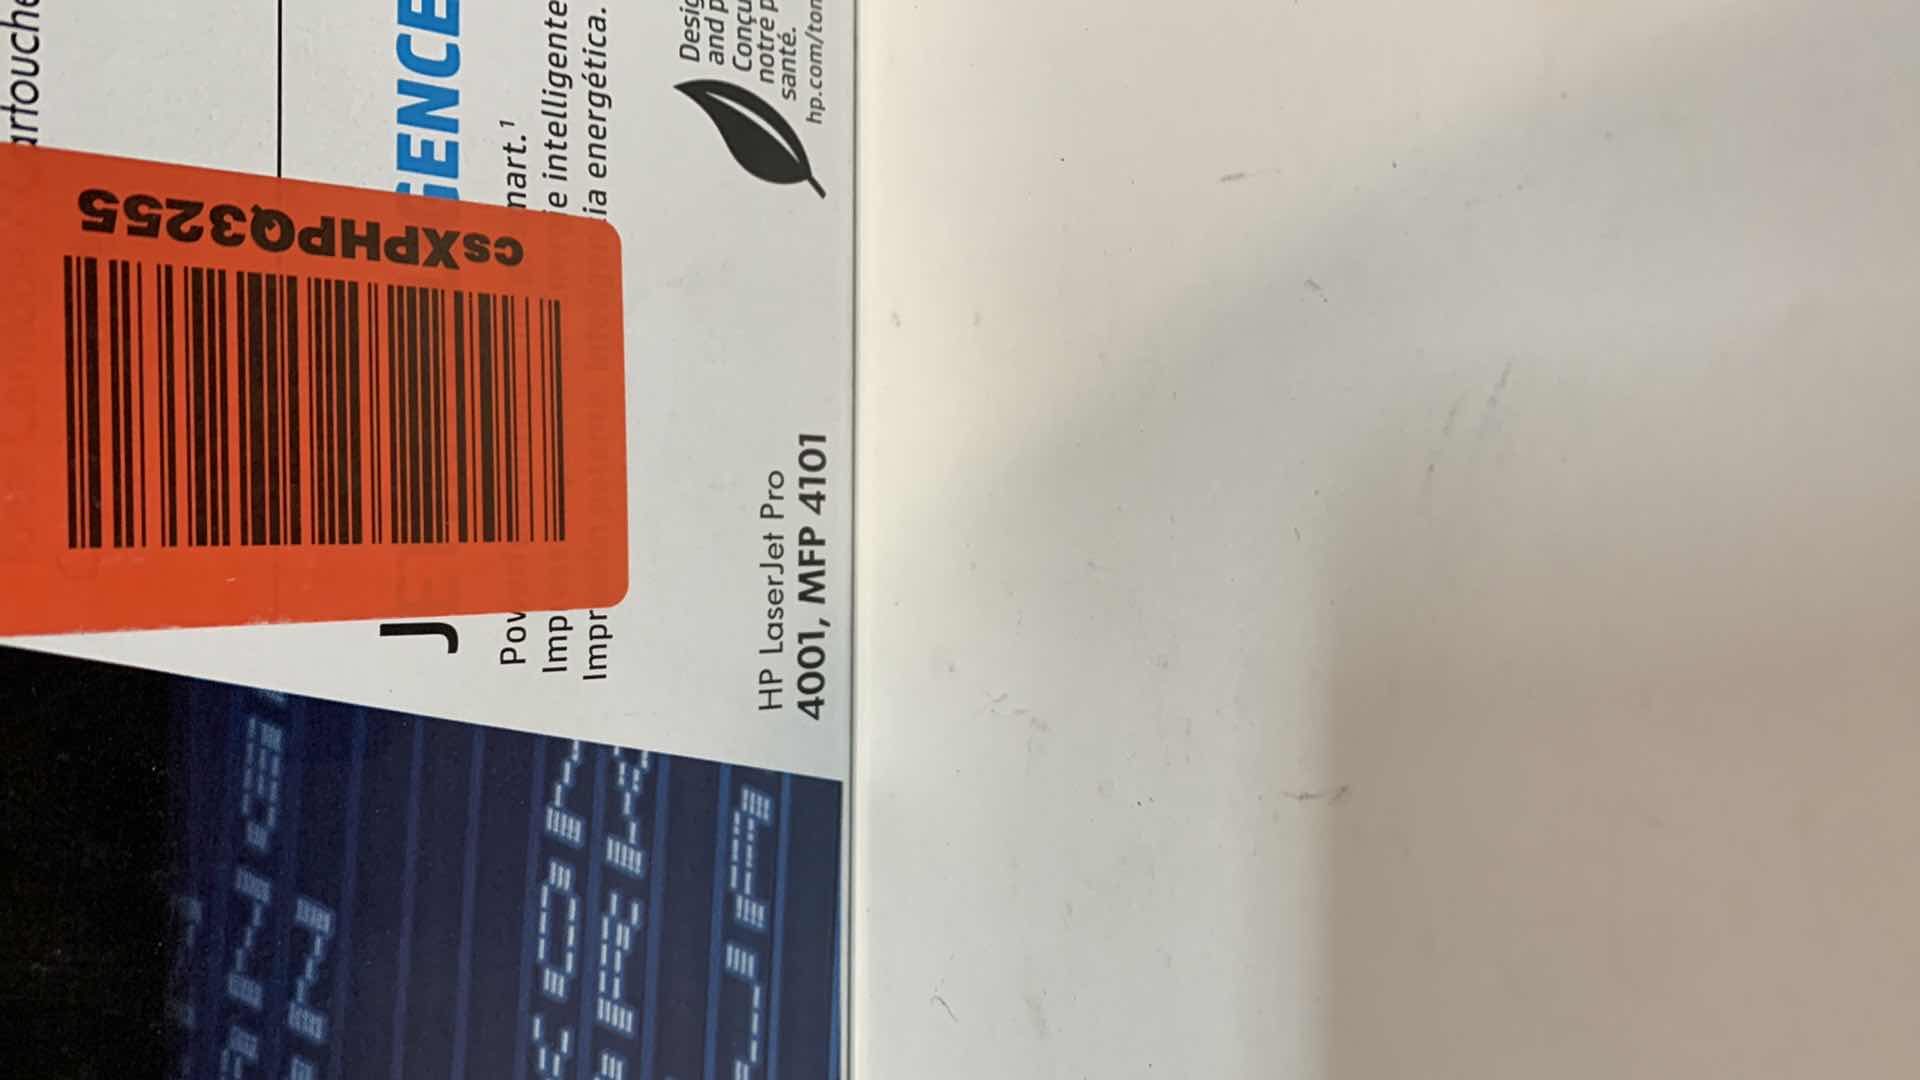 artouche
csXPHPQ3255
J
GENCE
Pov
mart.¹
Imp
e intelligente
Impr
ia energética.
Desig
and p
Conçu
notre p
santé.
hp.com/ton
HP LaserJet Pro
4001, MFP 4101